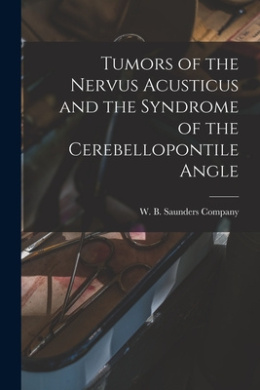 Tumors of the
Nervus Acusticus
and the Syndrome
of the
Cerebellopontile
Angle
W. B. Saunders Company